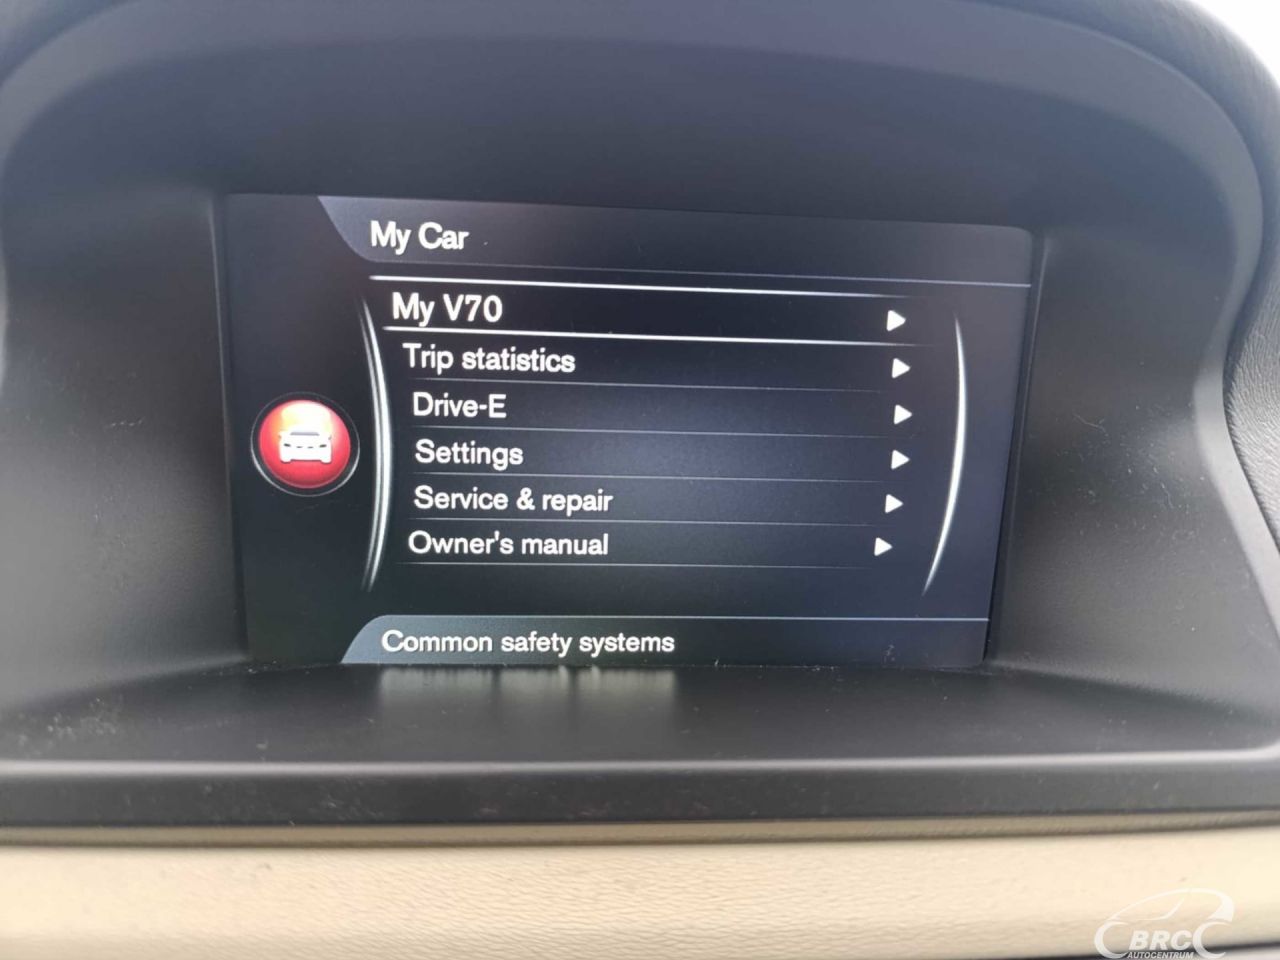 My Car
My V70
Trip statistics
Drive-E
Settings
Service & repair
Owner's manual
Common safety systems
BRC
AUTOCENTRUM